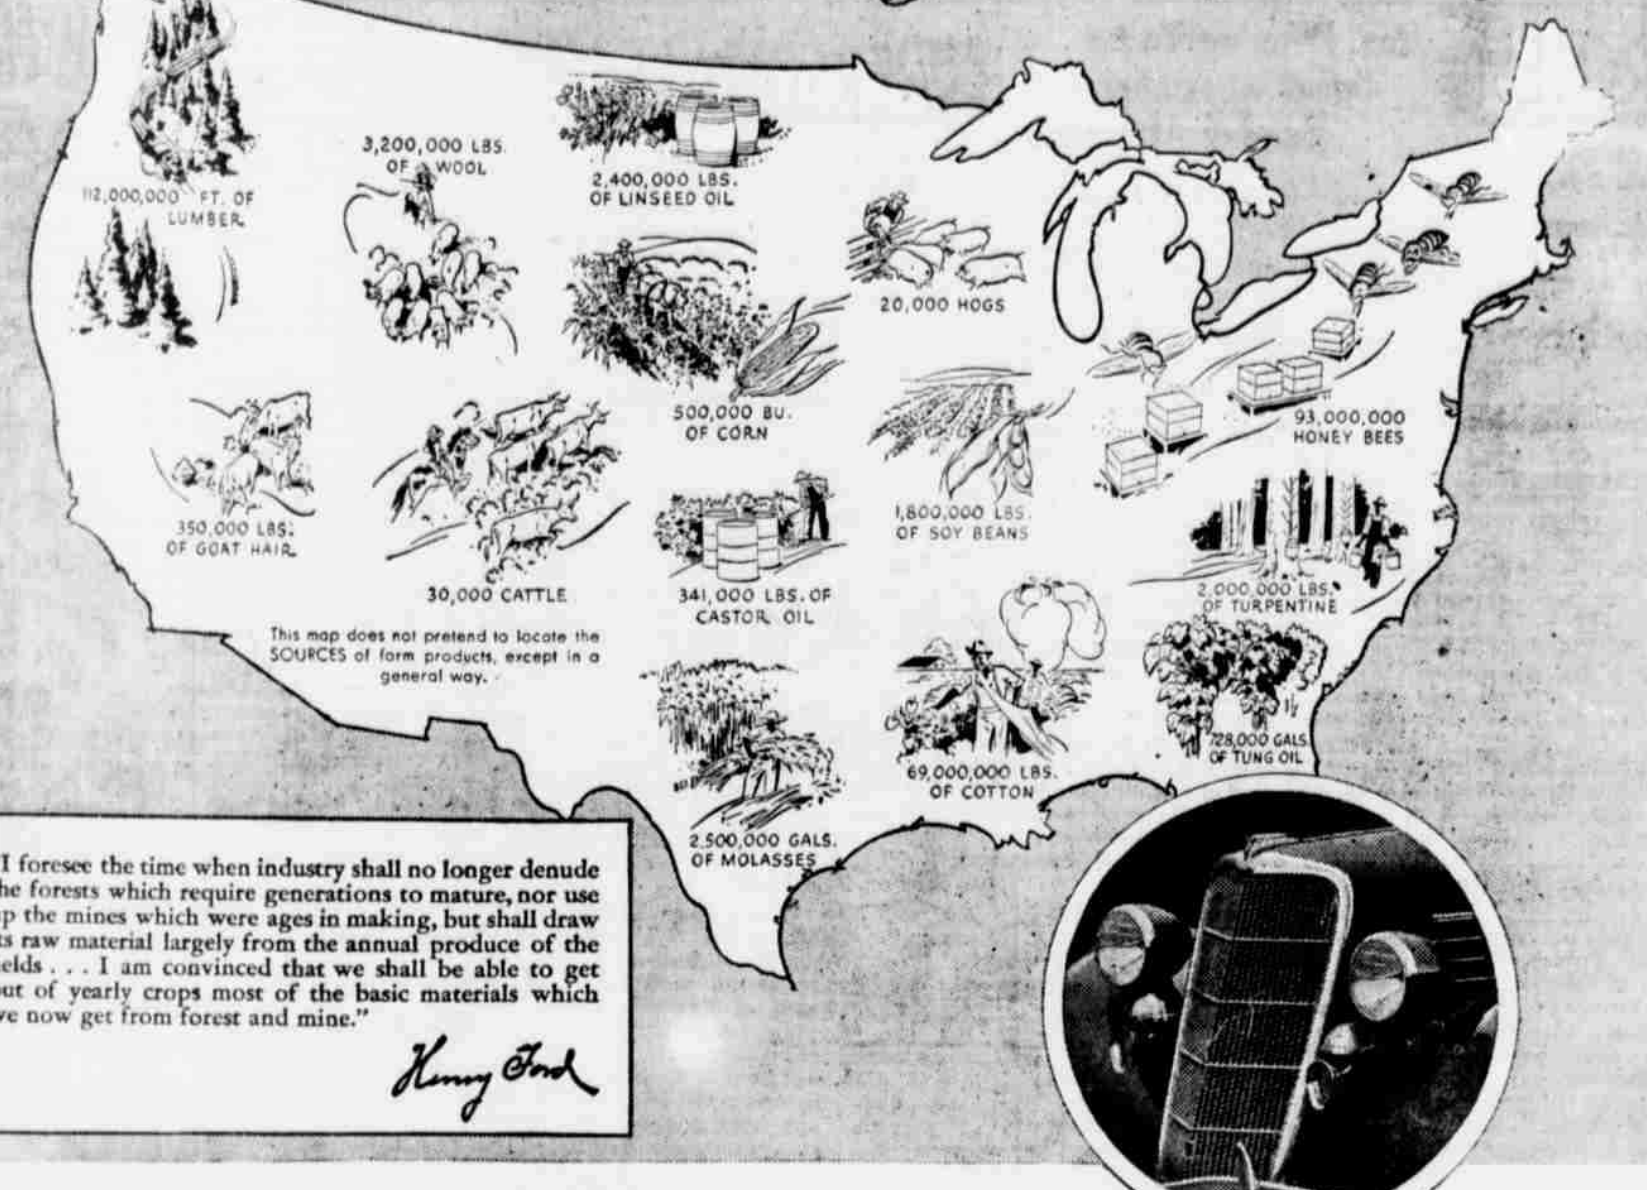 3,200,000 LBS.
OF WOOL
2,400,000 LBS.
OF LINSEED OIL
112,000,000 FT. OF
LUMBER
20,000 HOGS
500,000 BU.
OF CORN
93,000,000
HONEY BEES
350,000 LBS.
OF GOAT HAIR
30,000 CATTLE
341,000 LBS. OF
CASTOR OIL
1,800,000 LBS.
OF SOY BEANS
2,000,000 LBS.
OF TURPENTINE
This map does not pretend to locate the
SOURCES of farm products, except in a
general way.
69,000,000 LBS.
OF COTTON
GALS.
OF TUNG OIL
2,500,000 GALS.
OF MOLASSES
I foresee the time when industry shall no longer denude
he forests which require generations to mature, nor use
p the mines which were ages in making, but shall draw
s raw material largely from the annual produce of the
elds . . . I am convinced that we shall be able to get
ut of yearly crops most of the basic materials which
ve now get from forest and mine."
Henry Ford